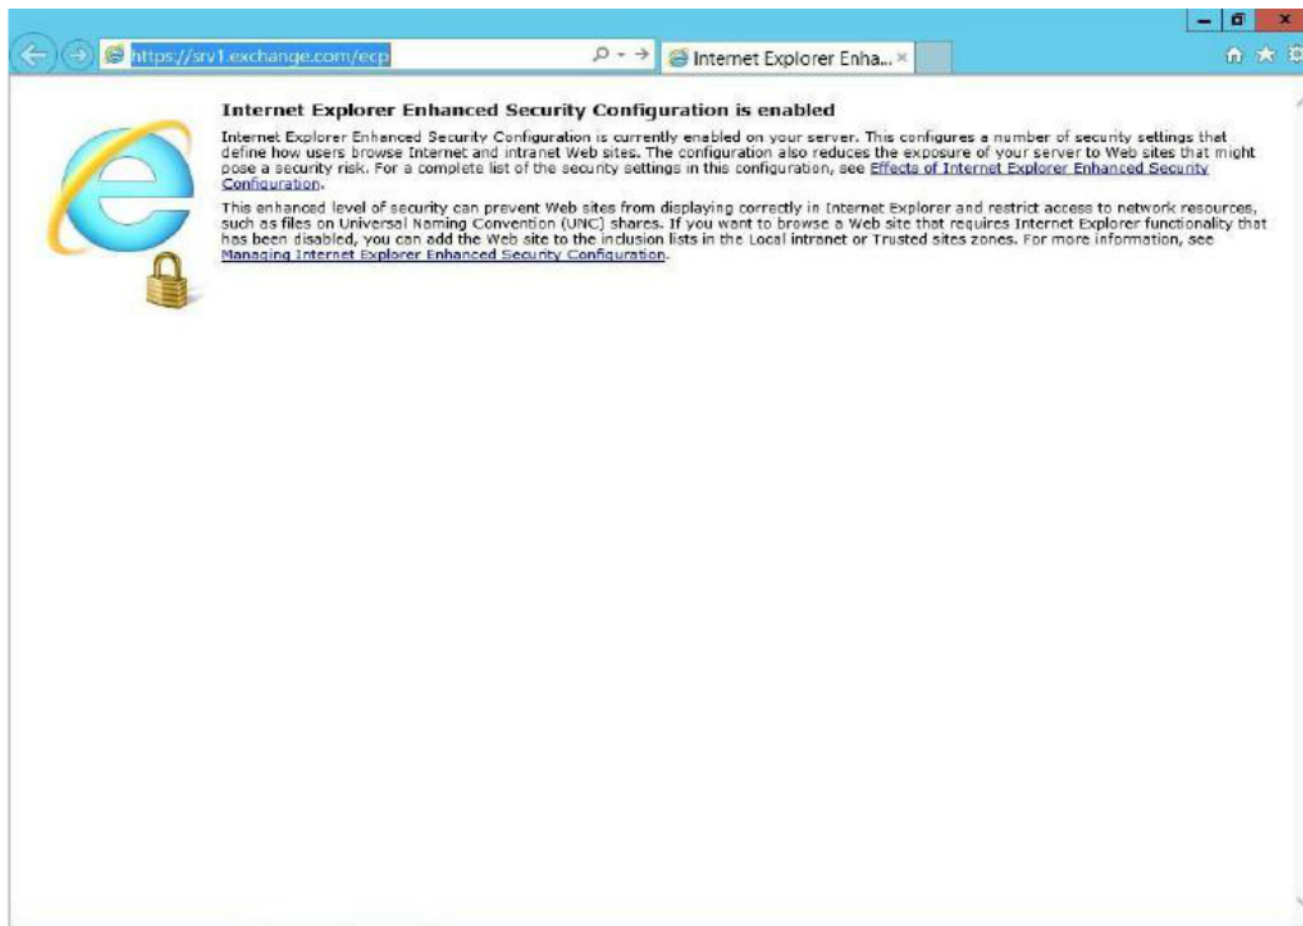 https://srv1.exchange.com/ecp
Internet Explorer Enha...
Internet Explorer Enhanced Security Configuration is enabled
Internet Explorer Enhanced Security Configuration is currently enabled on your server. This configures a number of security settings that
define how users browse Internet and intranet Web sites. The configuration also reduces the exposure of your server to Web sites that might
pose a security risk. For a complete list of the security settings in this configuration, see Effects of Internet Explorer Enhanced Security
Configuration.
This enhanced level of security can prevent Web sites from displaying correctly in Internet Explorer and restrict access to network resources,
such as files on Universal Naming Convention (UNC) shares. If you want to browse a Web site that requires Internet Explorer functionality that
has been disabled, you can add the Web site to the inclusion lists in the Local intranet or Trusted sites zones. For more information, see
Managing Internet Explorer Enhanced Security Configuration.